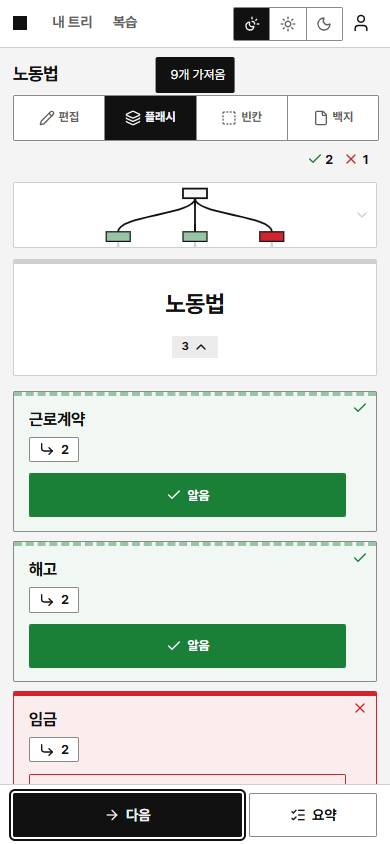 내 트리 복습
노동법
9개 가져옴
편집 플래시 빈칸 백지
2 1
노동법
3
근로계약
2
알음
해고
2
알음
임금
2
다음 요약